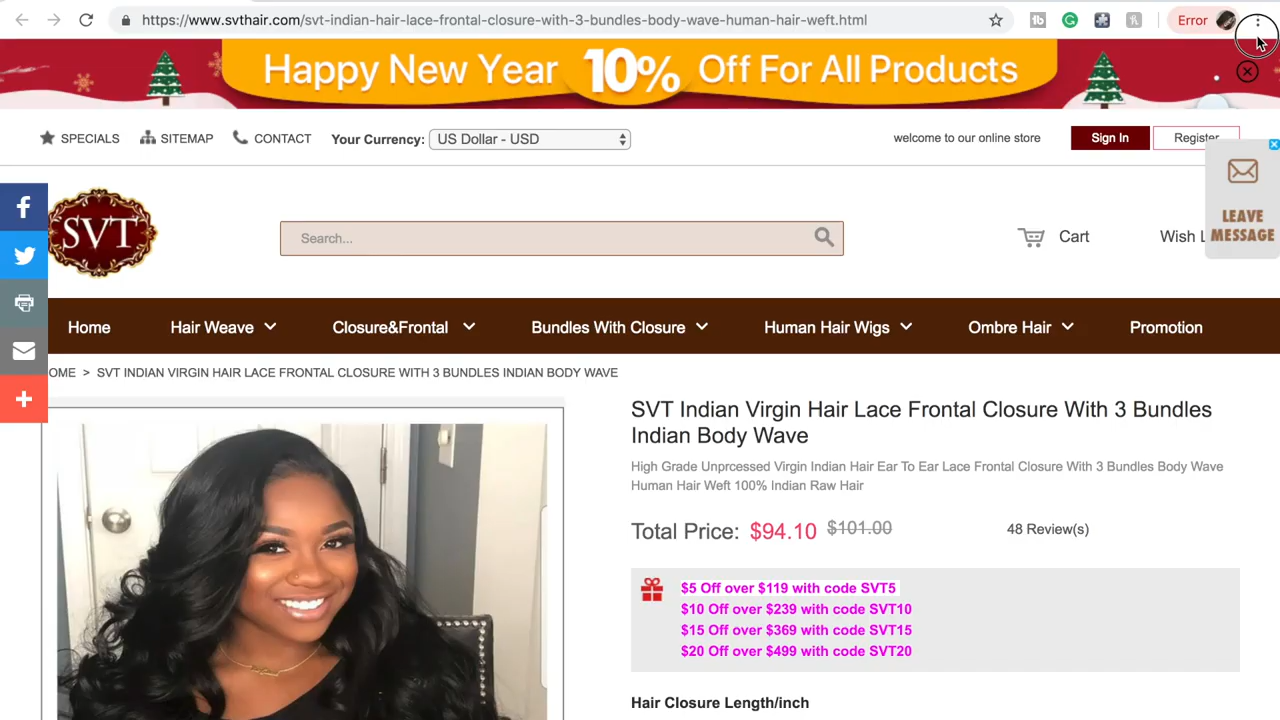 https://www.svthair.com/svt-indian-hair-lace-frontal-closure-with-3-bundles-body-wave-human-hair-weft.html
Error
Happy New Year 10% Off For All Products
SPECIALS SITEMAP CONTACT Your Currency: US Dollar - USD welcome to our online store Sign In Register
LEAVE
MESSAGE
SVT
Search...
Cart
Wish L
Home Hair Weave Closure&Frontal Bundles With Closure Human Hair Wigs Ombre Hair Promotion
OME > SVT INDIAN VIRGIN HAIR LACE FRONTAL CLOSURE WITH 3 BUNDLES INDIAN BODY WAVE
SVT Indian Virgin Hair Lace Frontal Closure With 3 Bundles
Indian Body Wave
High Grade Unprcessed Virgin Indian Hair Ear To Ear Lace Frontal Closure With 3 Bundles Body Wave
Human Hair Weft 100% Indian Raw Hair
Total Price: $94.10 $101.00 48 Review(s)
$5 Off over $119 with code SVT5
$10 Off over $239 with code SVT10
$15 Off over $369 with code SVT15
$20 Off over $499 with code SVT20
Hair Closure Length/inch